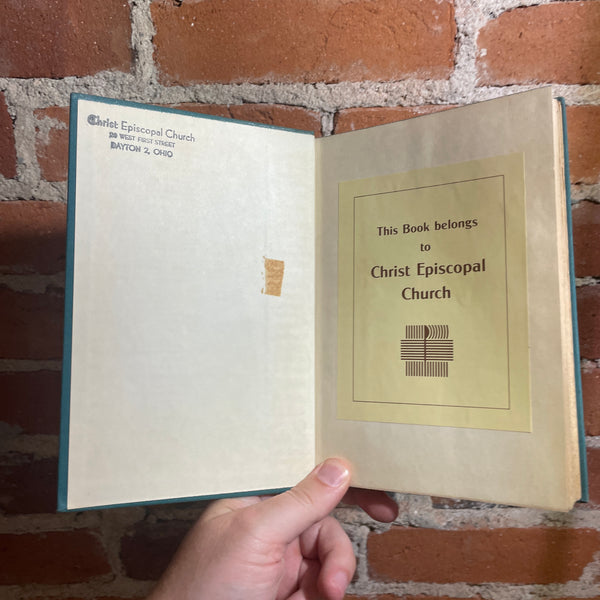 Christ Episcopal Church
20 WEST FIRST STREET
DAYTON 2, OHIO
This Book belongs
to
Christ Episcopal
Church